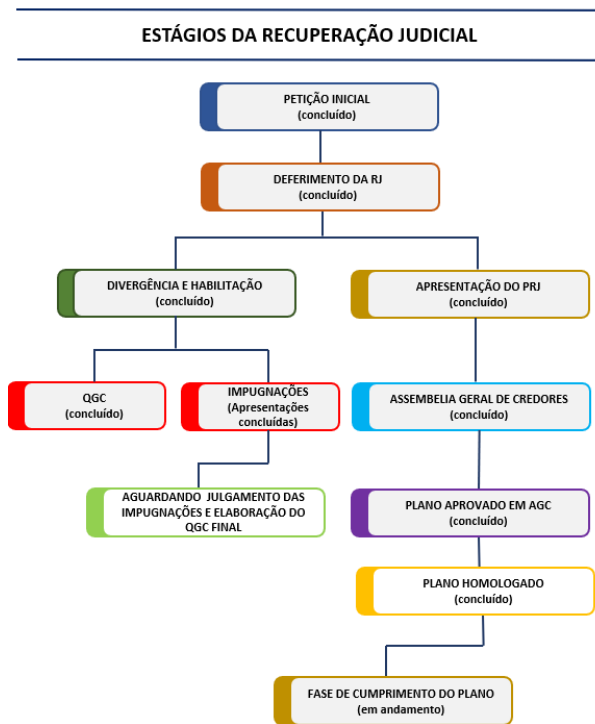 ESTÁGIOS DA RECUPERAÇÃO JUDICIAL
PETIÇÃO INICIAL
(concluído)
DEFERIMENTO DA RJ
(concluído)
DIVERGÊNCIA E HABILITAÇÃO
(concluído)
APRESENTAÇÃO DO PRJ
(concluído)
QGC
(concluído)
IMPUGNAÇÕES
(Apresentações
concluídas)
ASSEMBELIA GERAL DE CREDORES
(concluído)
AGUARDANDO JULGAMENTO DAS
IMPUGNAÇÕES E ELABORAÇÃO DO
QGC FINAL
PLANO APROVADO EM AGC
(concluído)
PLANO HOMOLOGADO
(concluído)
FASE DE CUMPRIMENTO DO PLANO
(em andamento)